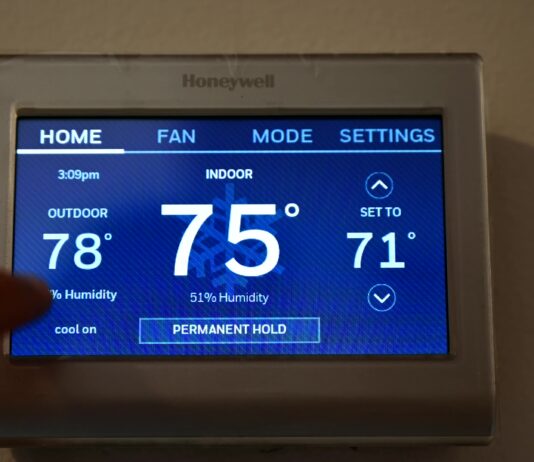 Honeywell
HOME FAN MODE SETTINGS
3:09pm
INDOOR
OUTDOOR
75°
SET TO
78°
71°
% Humidity
51% Humidity
cool on
PERMANENT HOLD